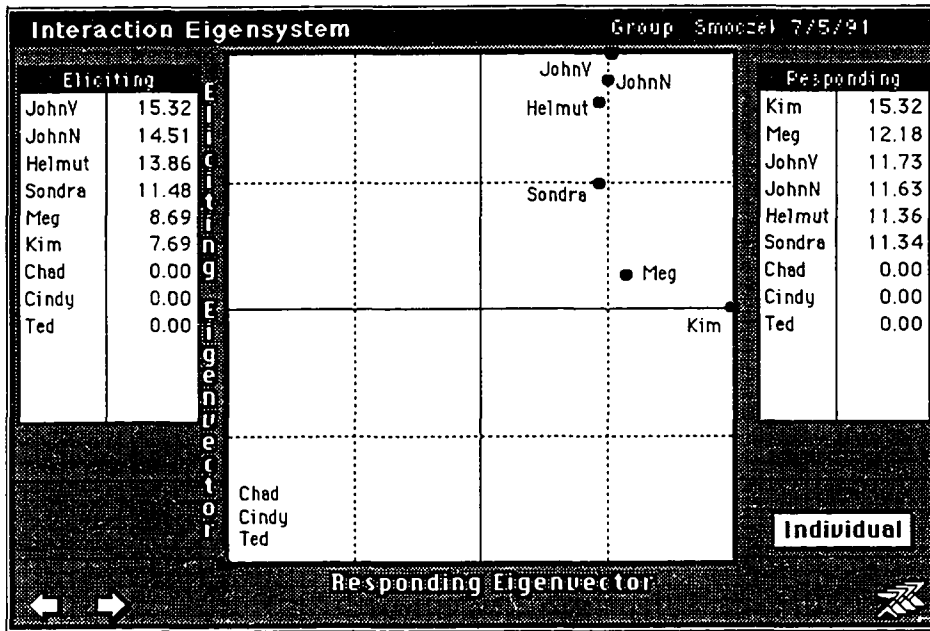 Interaction Eigensystem
Group Smoczek 7/5/91
Eliciting
JohnV 15.32
JohnN 14.51
Helmut 13.86
Sondra 11.48
Meg 8.69
Kim 7.69
Chad 0.00
Cindy 0.00
Ted 0.00
Eliciting Eigenvector
JohnV
JohnN
Helmut
Sondra
Meg
Kim
Chad
Cindy
Ted
Responding Eigenvector
Responding
Kim 15.32
Meg 12.18
JohnV 11.73
JohnN 11.63
Helmut 11.36
Sondra 11.34
Chad 0.00
Cindy 0.00
Ted 0.00
Individual